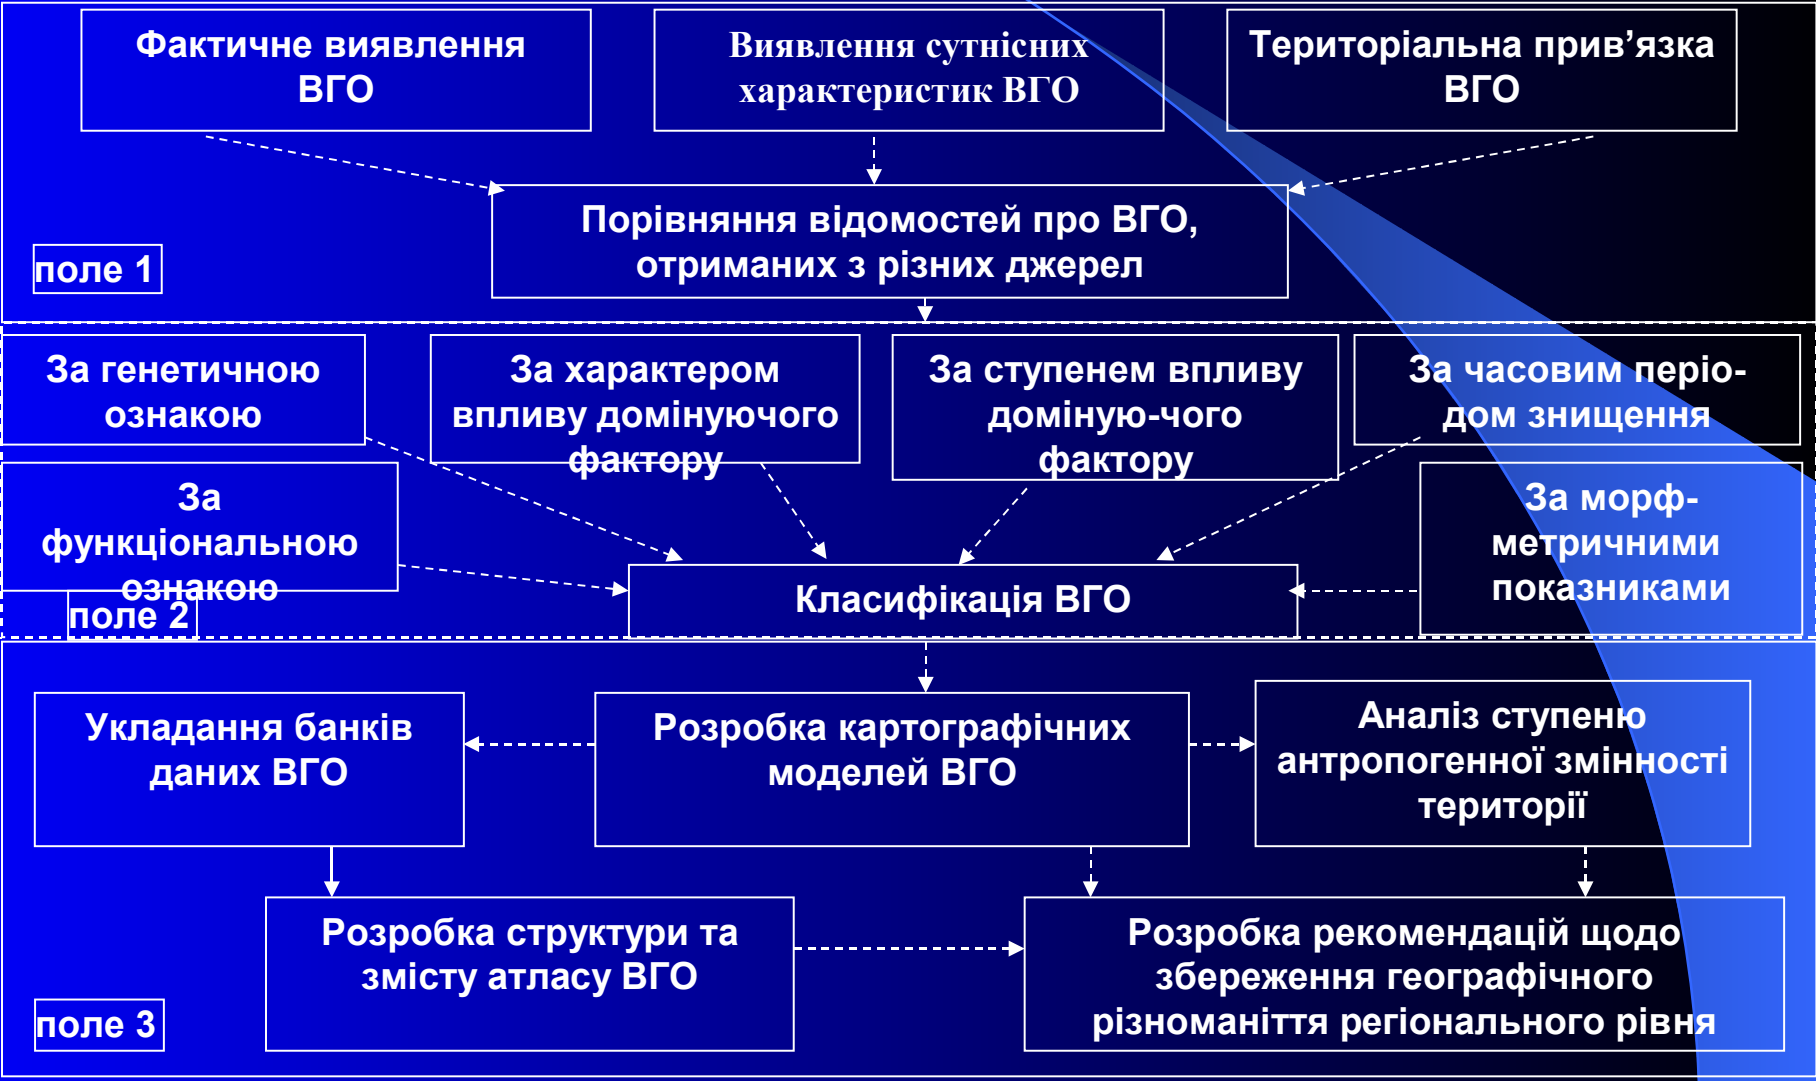 Фактичне виявлення
ВГО
Виявлення сутнісних
характеристик ВГО
Територіальна прив’язка
ВГО
Порівняння відомостей про ВГО,
отриманих з різних джерел
поле 1
За генетичною
ознакою
За характером
впливу домінуючого
фактору
За ступенем впливу
доміную-чого
фактору
За часовим періо-
дом знищення
За
функціональною
ознакою
За морф-
метричними
показниками
Класифікація ВГО
поле 2
Укладання банків
даних ВГО
Розробка картографічних
моделей ВГО
Аналіз ступеню
антропогенної змінності
території
Розробка структури та
змісту атласу ВГО
Розробка рекомендацій щодо
збереження географічного
різноманіття регіонального рівня
поле 3